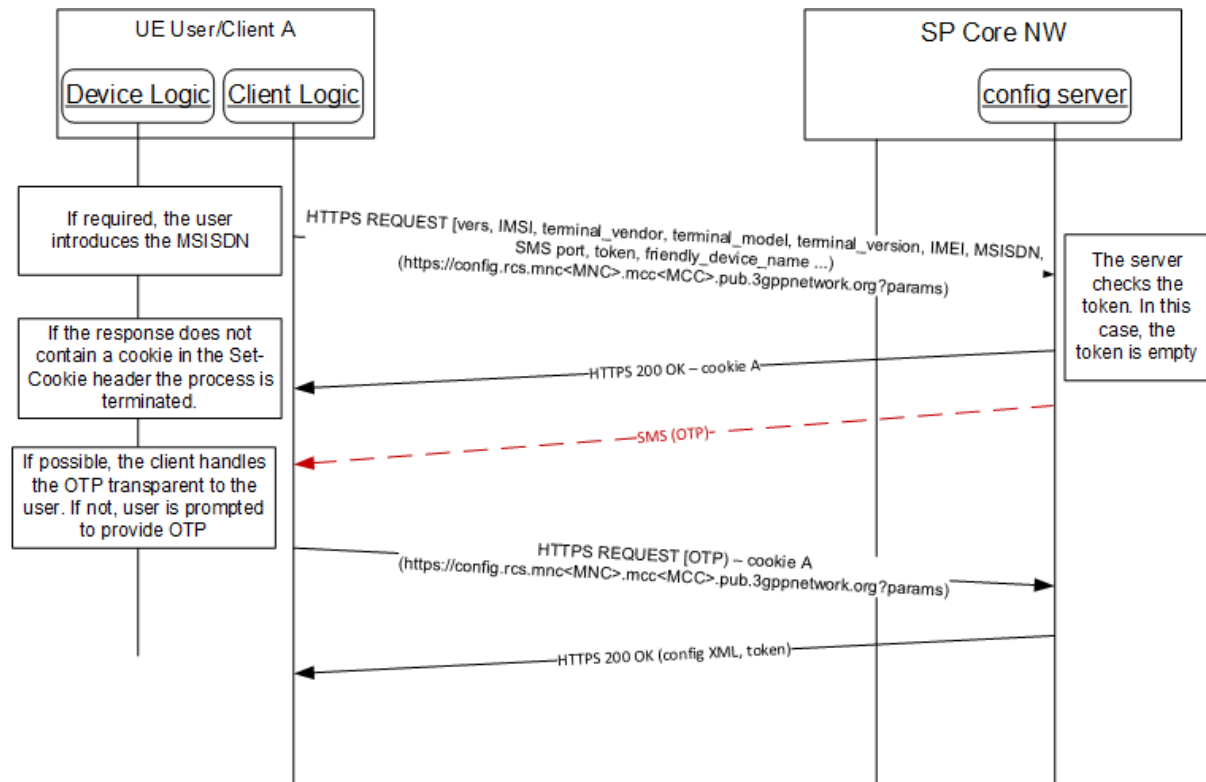 UE User/Client A
SP Core NW
Device Logic
Client Logic
config server
If required, the user
introduces the MSISDN
HTTPS REQUEST [vers, IMSI, terminal_vendor, terminal_model, terminal_version, IMEI, MSISDN,
SMS port, token, friendly_device_name ...)
(https://config.rcs.mnc<MNC>.mcc<MCC>.pub.3gppnetwork.org?params)
The server
checks the
token. In this
case, the
token is empty
If the response does not
contain a cookie in the Set-
Cookie header the process is
terminated.
HTTPS 200 OK – cookie A
SMS (OTP)
If possible, the client handles
the OTP transparent to the
user. If not, user is prompted
to provide OTP
HTTPS REQUEST [OTP) – cookie A
(https://config.rcs.mnc<MNC>.mcc<MCC>.pub.3gppnetwork.org?params)
HTTPS 200 OK (config XML, token)